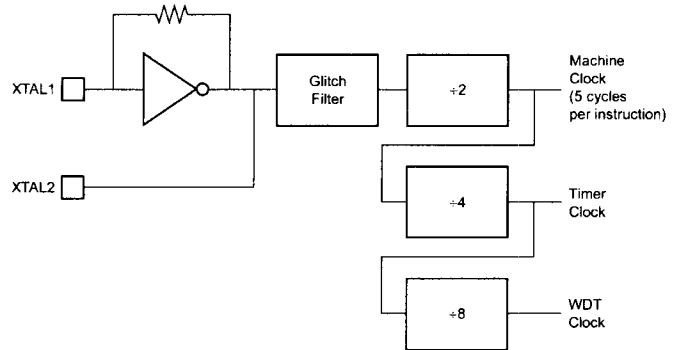 XTAL1
XTAL2
Glitch
Filter
÷2
Machine
Clock
(5 cycles
per instruction)
÷4
Timer
Clock
÷8
WDT
Clock